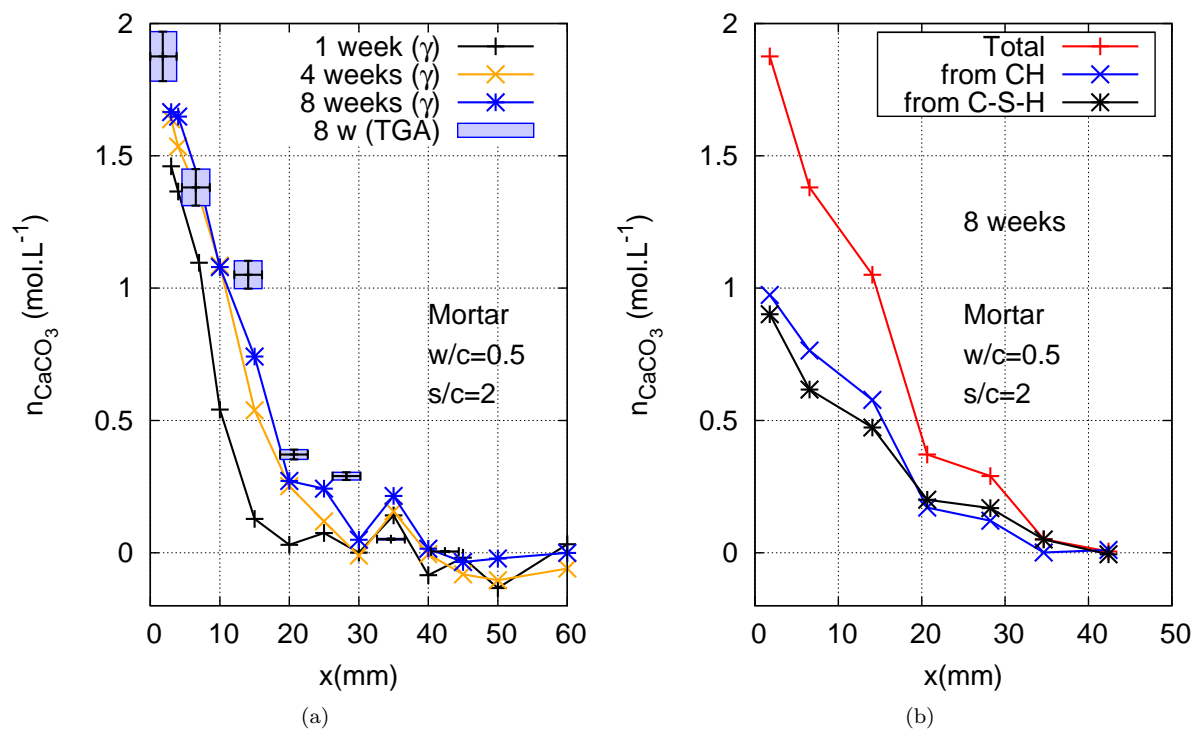 2
1.5
1
0.5
0
n_CaCO_3 (mol.L^-1)
0 10 20 30 40 50 60
x(mm)
1 week (γ)
4 weeks (γ)
8 weeks (γ)
8 w (TGA)
Mortar
w/c=0.5
s/c=2
(a)
2
1.5
1
0.5
0
n_CaCO_3 (mol.L^-1)
0 10 20 30 40 50
x(mm)
Total
from CH
from C-S-H
8 weeks
Mortar
w/c=0.5
s/c=2
(b)